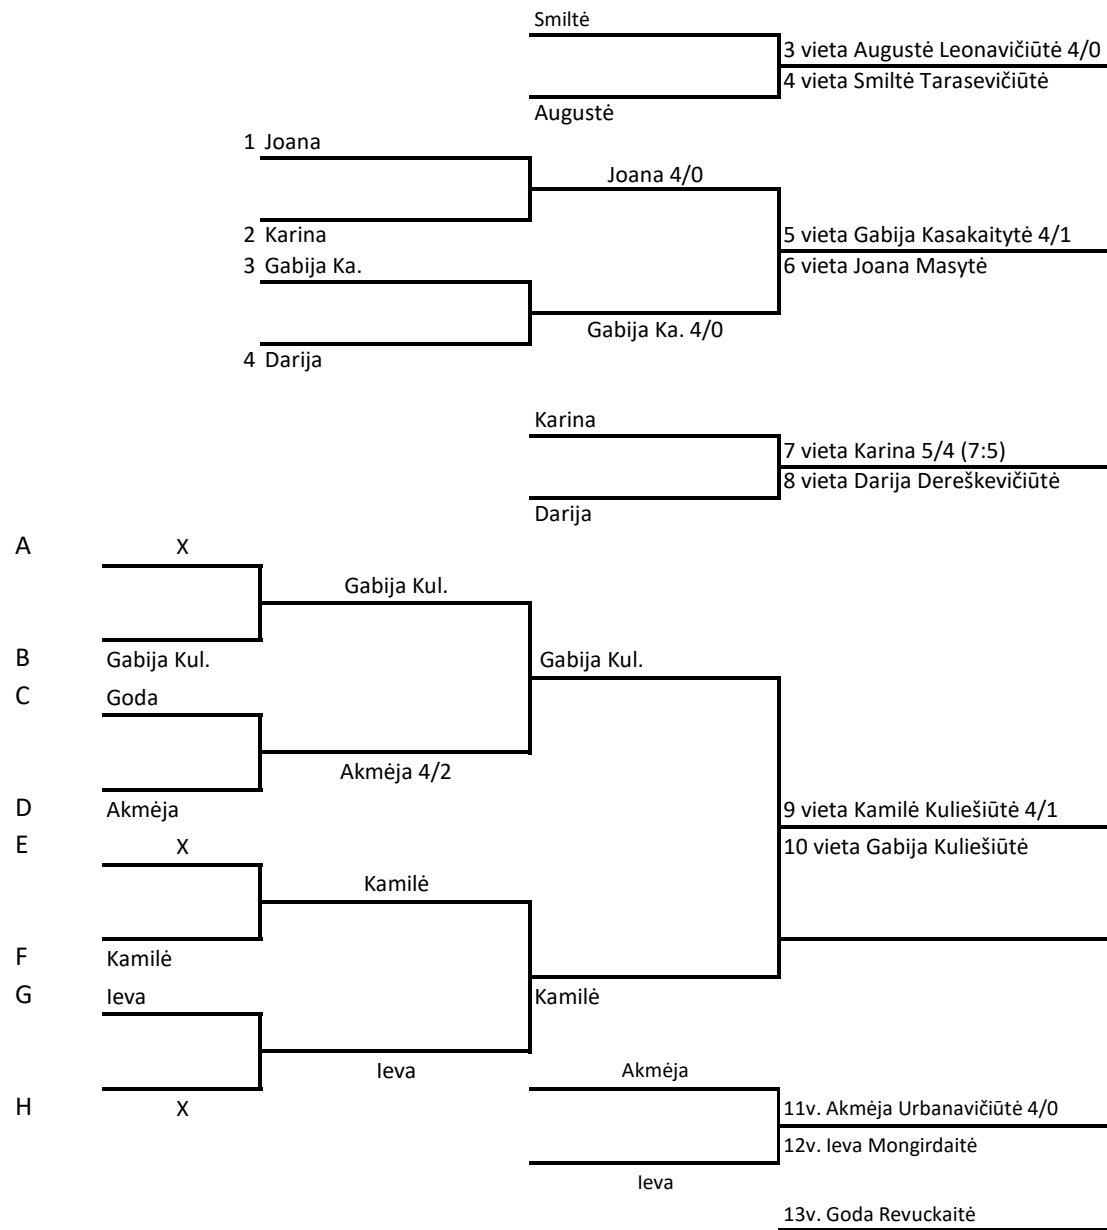 Smiltė
3 vieta Augustė Leonavičiūtė 4/0
4 vieta Smiltė Tarasevičiūtė
Augustė
1 Joana
Joana 4/0
2 Karina
5 vieta Gabija Kasakaitytė 4/1
3 Gabija Ka.
6 vieta Joana Masytė
Gabija Ka. 4/0
4 Darija
Karina
7 vieta Karina 5/4 (7:5)
8 vieta Darija Dereškevičiūtė
Darija
A X
Gabija Kul.
B Gabija Kul.
Gabija Kul.
C Goda
Akmėja 4/2
D Akmėja
9 vieta Kamilė Kuliešiūtė 4/1
E X
10 vieta Gabija Kuliešiūtė
Kamilė
F Kamilė
G Ieva
Kamilė
Ieva
Akmėja
H X
11v. Akmėja Urbanavičiūtė 4/0
12v. Ieva Mongirdaitė
Ieva
13v. Goda Revuckaitė